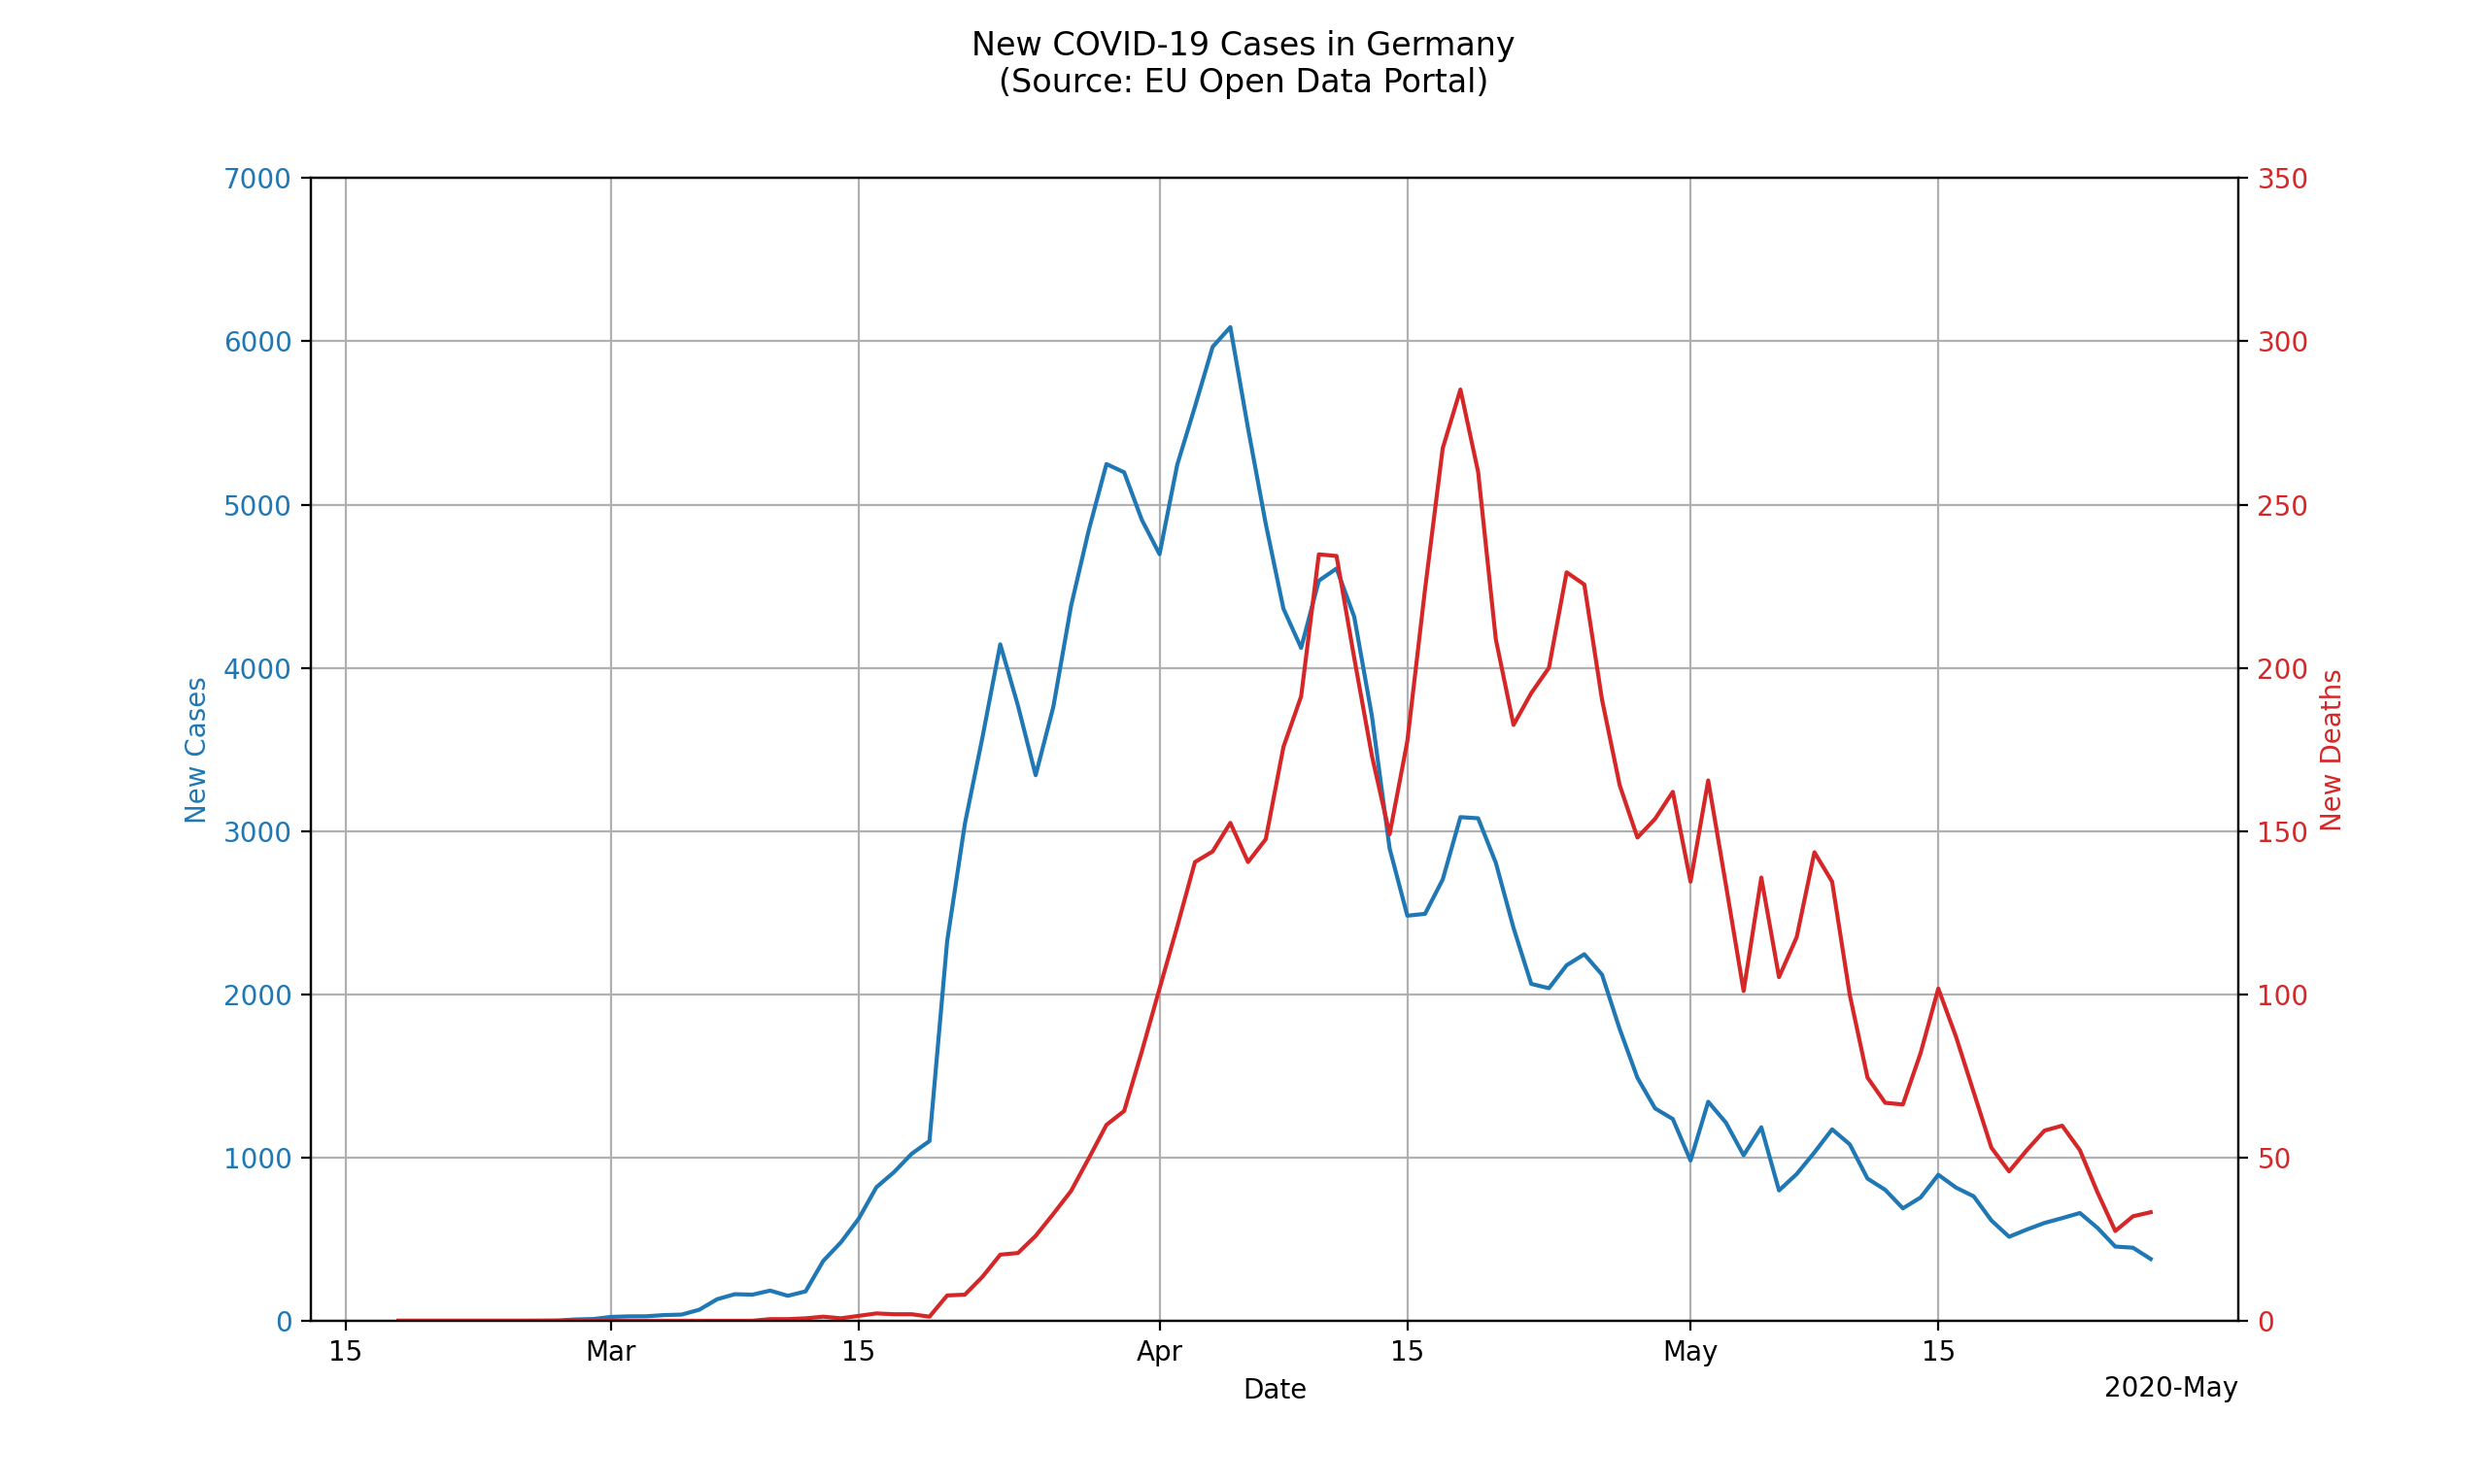 New COVID-19 Cases in Germany
(Source: EU Open Data Portal)
7000
6000
5000
4000
3000
2000
1000
0
New Cases
350
300
250
200
150
100
50
0
New Deaths
15
Mar
15
Apr
15
May
15
Date
2020-May